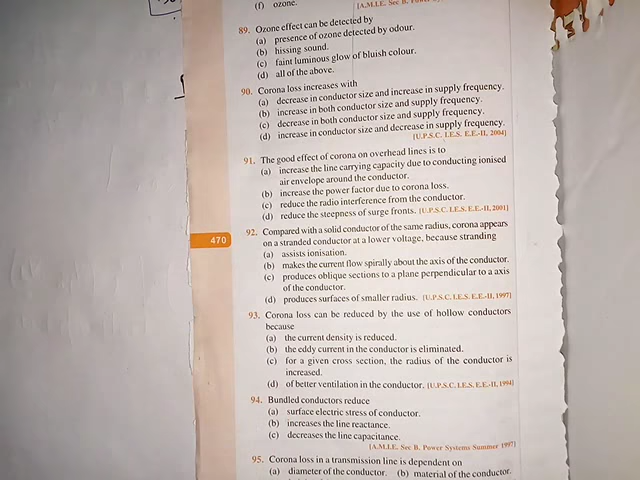 (f) ozone.
[A.M.I.E. Sec B.
89. Ozone effect can be detected by
(a) presence of ozone detected by odour.
(b) hissing sound.
(c) faint luminous glow of bluish colour.
(d) all of the above.
90. Corona loss increases with
(a) decrease in conductor size and increase in supply frequency.
(b) increase in both conductor size and supply frequency.
(c) decrease in both conductor size and supply frequency.
(d) increase in conductor size and decrease in supply frequency.
[U.P.S.C. I.E.S. E.E.-II, 2004]
91. The good effect of corona on overhead lines is to
(a) increase the line carrying capacity due to conducting ionised
air envelope around the conductor.
(b) increase the power factor due to corona loss.
(c) reduce the radio interference from the conductor.
(d) reduce the steepness of surge fronts. [U.P.S.C. I.E.S. E.E.-II, 2001]
470
92. Compared with a solid conductor of the same radius, corona appears
on a stranded conductor at a lower voltage, because stranding
(a) assists ionisation.
(b) makes the current flow spirally about the axis of the conductor.
(c) produces oblique sections to a plane perpendicular to a axis
of the conductor.
(d) produces surfaces of smaller radius. [U.P.S.C. I.E.S. E.E.-II, 1997]
93. Corona loss can be reduced by the use of hollow conductors
because
(a) the current density is reduced.
(b) the eddy current in the conductor is eliminated.
(c) for a given cross section, the radius of the conductor is
increased.
(d) of better ventilation in the conductor. [U.P.S.C. I.E.S. E.E.-II, 1994]
94. Bundled conductors reduce
(a) surface electric stress of conductor.
(b) increases the line reactance.
(c) decreases the line capacitance.
[A.M.I.E. Sec B. Power Systems Summer 1997]
95. Corona loss in a transmission line is dependent on
(a) diameter of the conductor. (b) material of the conductor.